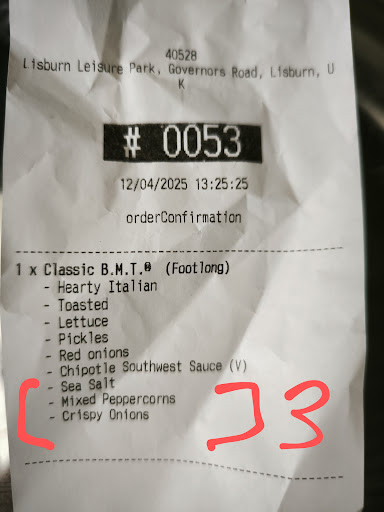 40528
Lisburn Leisure Park, Governors Road, Lisburn, U
K
# 0053
12/04/2025 13:25:25
orderConfirmation
1 x Classic B.M.T.® (Footlong)
- Hearty Italian
- Toasted
- Lettuce
- Pickles
- Red onions
- Chipotle Southwest Sauce (V)
- Sea Salt
- Mixed Peppercorns
- Crispy Onions
[ ] 3